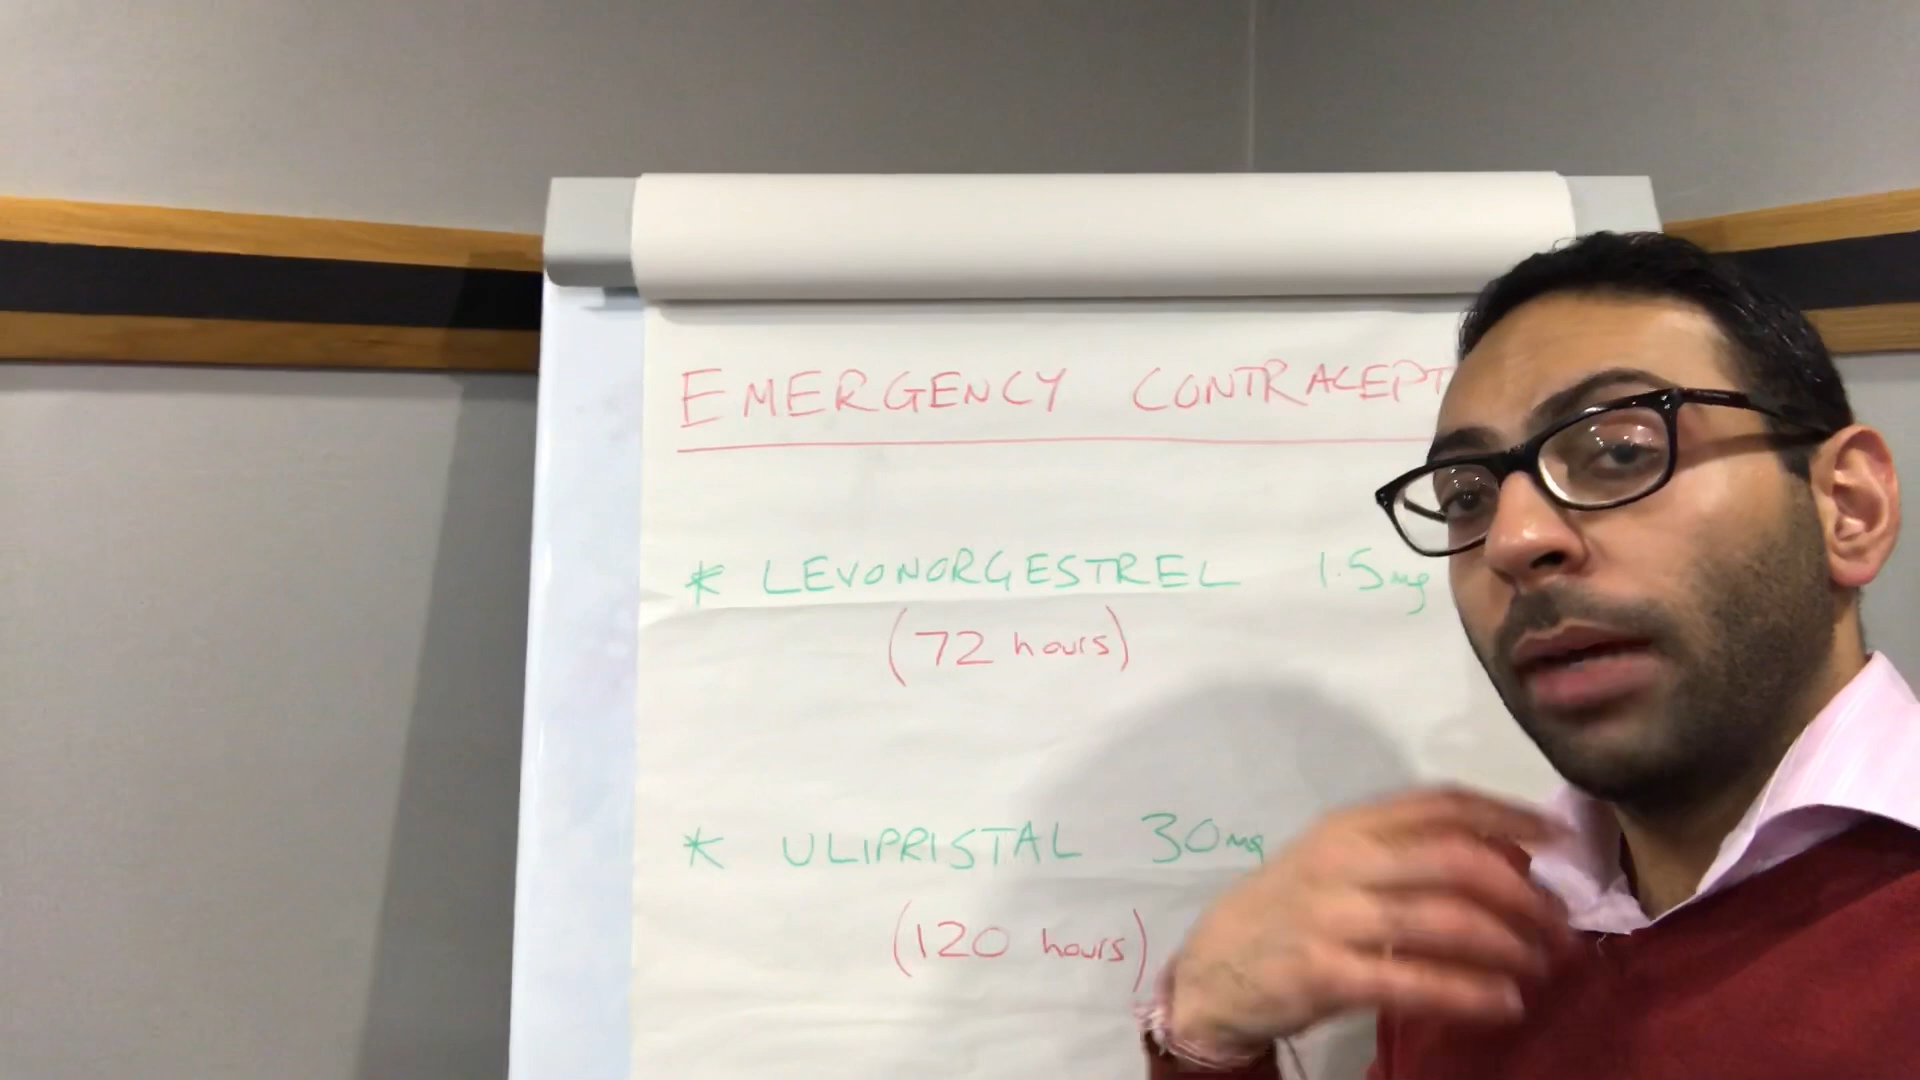 EMERGENCY CONTRACEPT
* LEVONORGESTREL 1.5mg
(72 hours)
* ULIPRISTAL 30mg
(120 hours)